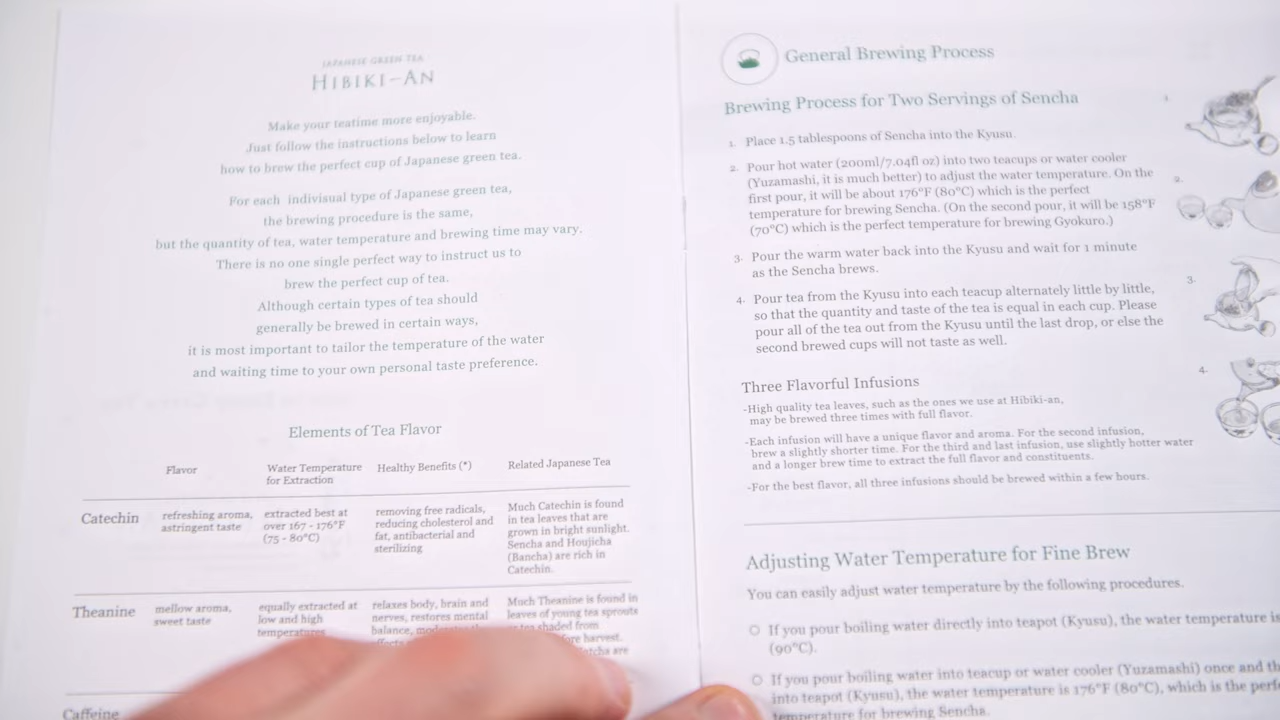 JAPANESE GREEN TEA
HIBIKI-AN
Make your teatime more enjoyable.
Just follow the instructions below to learn
how to brew the perfect cup of Japanese green tea.
For each indivisual type of Japanese green tea,
the brewing procedure is the same,
but the quantity of tea, water temperature and brewing time may vary.
There is no one single perfect way to instruct us to
brew the perfect cup of tea.
Although certain types of tea should
generally be brewed in certain ways,
it is most important to tailor the temperature of the water
and waiting time to your own personal taste preference.
Elements of Tea Flavor
Flavor
Water Temperature
for Extraction
Healthy Benefits (*)
Related Japanese Tea
Catechin
refreshing aroma,
astringent taste
extracted best at
over 167 - 176°F
(75 - 80°C)
removing free radicals,
reducing cholesterol and
fat, antibacterial and
sterilizing
Much Catechin is found
in tea leaves that are
grown in bright sunlight.
Sencha and Houjicha
(Bancha) are rich in
Catechin.
Theanine
mellow aroma,
sweet taste
equally extracted at
low and high
temperatures
relaxes body, brain and
nerves, restores mental
balance,
Much Theanine is found in
leaves of young tea sprouts
or tea shaded from
harvest.
are
Caffeine
General Brewing Process
Brewing Process for Two Servings of Sencha
1. Place 1.5 tablespoons of Sencha into the Kyusu.
2. Pour hot water (200ml/7.04fl oz) into two teacups or water cooler
(Yuzamashi, it is much better) to adjust the water temperature. On the
first pour, it will be about 176°F (80°C) which is the perfect
temperature for brewing Sencha. (On the second pour, it will be 158°F
(70°C) which is the perfect temperature for brewing Gyokuro.)
3. Pour the warm water back into the Kyusu and wait for 1 minute
as the Sencha brews.
4. Pour tea from the Kyusu into each teacup alternately little by little,
so that the quantity and taste of the tea is equal in each cup. Please
pour all of the tea out from the Kyusu until the last drop, or else the
second brewed cups will not taste as well.
1.
2.
3.
4.
Three Flavorful Infusions
-High quality tea leaves, such as the ones we use at Hibiki-an,
may be brewed three times with full flavor.
-Each infusion will have a unique flavor and aroma. For the second infusion,
brew a slightly shorter time. For the third and last infusion, use slightly hotter water
and a longer brew time to extract the full flavor and constituents.
-For the best flavor, all three infusions should be brewed within a few hours.
Adjusting Water Temperature for Fine Brew
You can easily adjust water temperature by the following procedures.
If you pour boiling water directly into teapot (Kyusu), the water temperature is
(90°C).
If you pour boiling water into teacup or water cooler (Yuzamashi) once and
into teapot (Kyusu), the water temperature is 176°F (80°C), which is the
temperature for brewing Sencha.